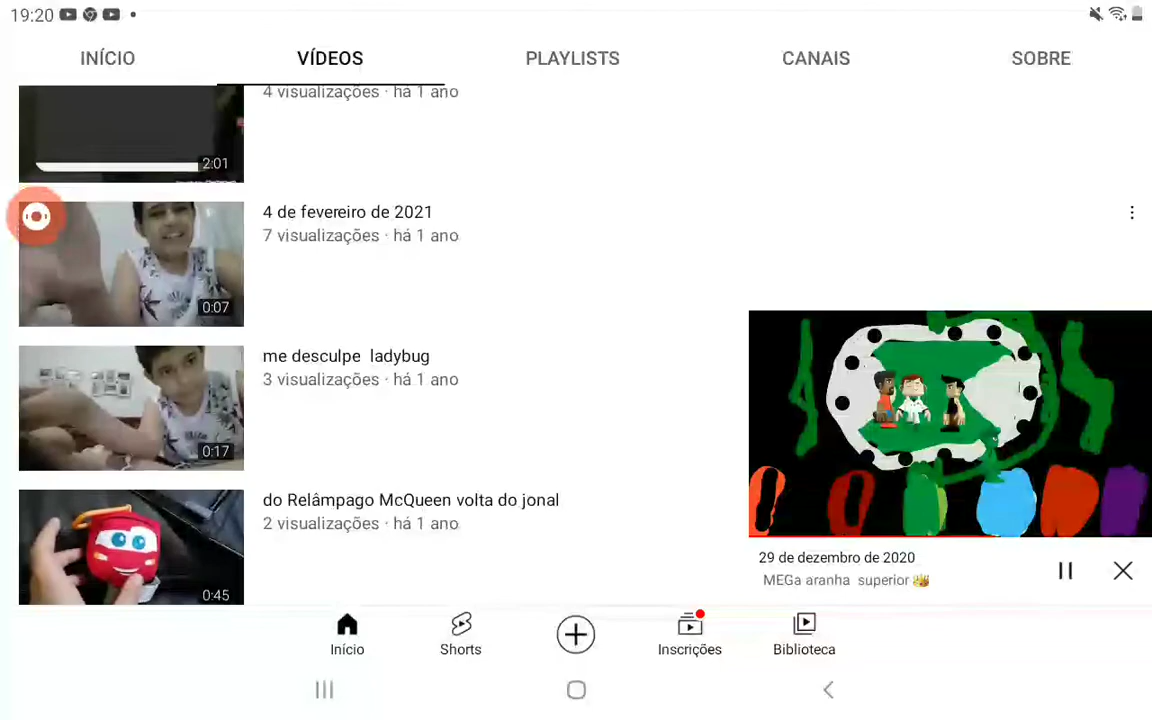 19:20
INÍCIO
VÍDEOS
PLAYLISTS
CANAIS
SOBRE
4 visualizações · há 1 ano
2:01
4 de fevereiro de 2021
7 visualizações · há 1 ano
0:07
me desculpe ladybug
3 visualizações · há 1 ano
0:17
do Relâmpago McQueen volta do jonal
2 visualizações · há 1 ano
0:45
29 de dezembro de 2020
MEGa aranha superior 👑
Início
Shorts
Inscrições
Biblioteca